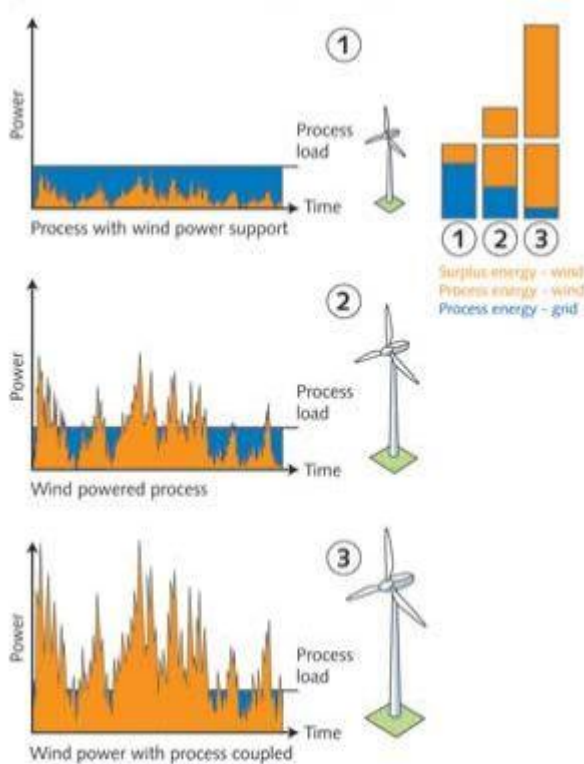 1
Power
Process
load
Time
Process with wind power support
1 2 3
Surplus energy - wind
Process energy - wind
Process energy - grid
2
Power
Process
load
Time
Wind powered process
3
Power
Process
load
Time
Wind power with process coupled